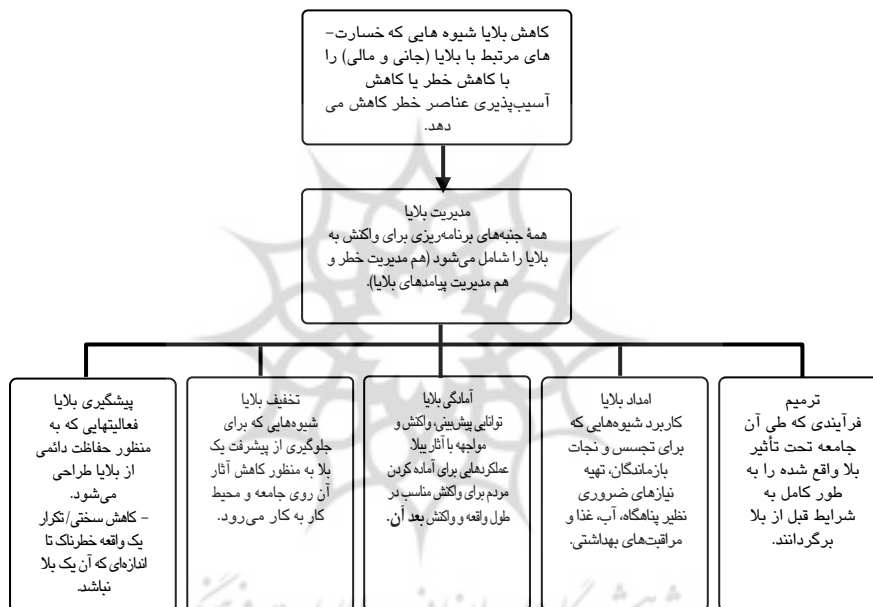 کاهش بلایا شیوه هایی که خسارت-
های مرتبط با بلایا (جانی و مالی) را
با کاهش خطر یا کاهش
آسیب‌پذیری عناصر خطر کاهش می
دهد.
مدیریت بلایا
همهٔ جنبه‌های برنامه‌ریزی برای واکنش به
بلایا را شامل می‌شود (هم مدیریت خطر و
هم مدیریت پیامدهای بلایا).
ترمیم
فرآیندی که طی آن
جامعه تحت تأثیر
بلا واقع شده را به
طور کامل به
شرایط قبل از بلا
برگردانند.
امداد بلایا
کاربرد شیوه‌هایی که
برای تجسس و نجات
بازماندگان، تهیه
نیازهای ضروری
نظیر پناهگاه، آب، غذا و
مراقبت‌های بهداشتی.
آمادگی بلایا
توانایی پیش‌بینی، واکنش و
مواجهه با آثار ببلا
عملکردهایی برای آماده کردن
مردم برای واکنش مناسب در
طول واقعه و واکنش بعد آن.
تخفیف بلایا
شیوه‌هایی که برای
جلوگیری از پیشرفت یک
بلا به منظور کاهش آثار
آن روی جامعه و محیط
کار به کار می‌رود.
پیشگیری بلایا
فعالیتهایی که به
منظور حفاظت دائمی
از بلایا طراحی
می‌شود.
- کاهش سختی/تکرار
یک واقعه خطرناک تا
اندازه‌ای که آن یک بلا
نباشد.